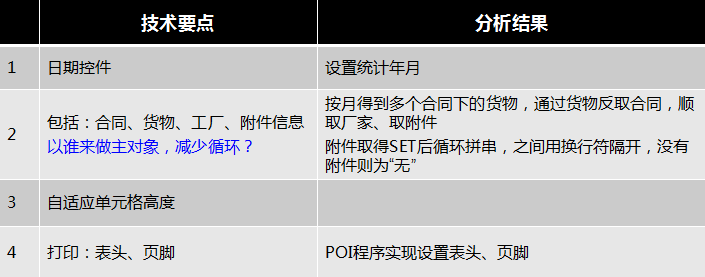 技术要点 分析结果
1 日期控件 设置统计年月
2 包括：合同、货物、工厂、附件信息
以谁来做主对象，减少循环？
按月得到多个合同下的货物，通过货物反取合同，顺
取厂家、取附件
附件取得SET后循环拼串，之间用换行符隔开，没有
附件则为“无”
3 自适应单元格高度
4 打印：表头、页脚 POI程序实现设置表头、页脚